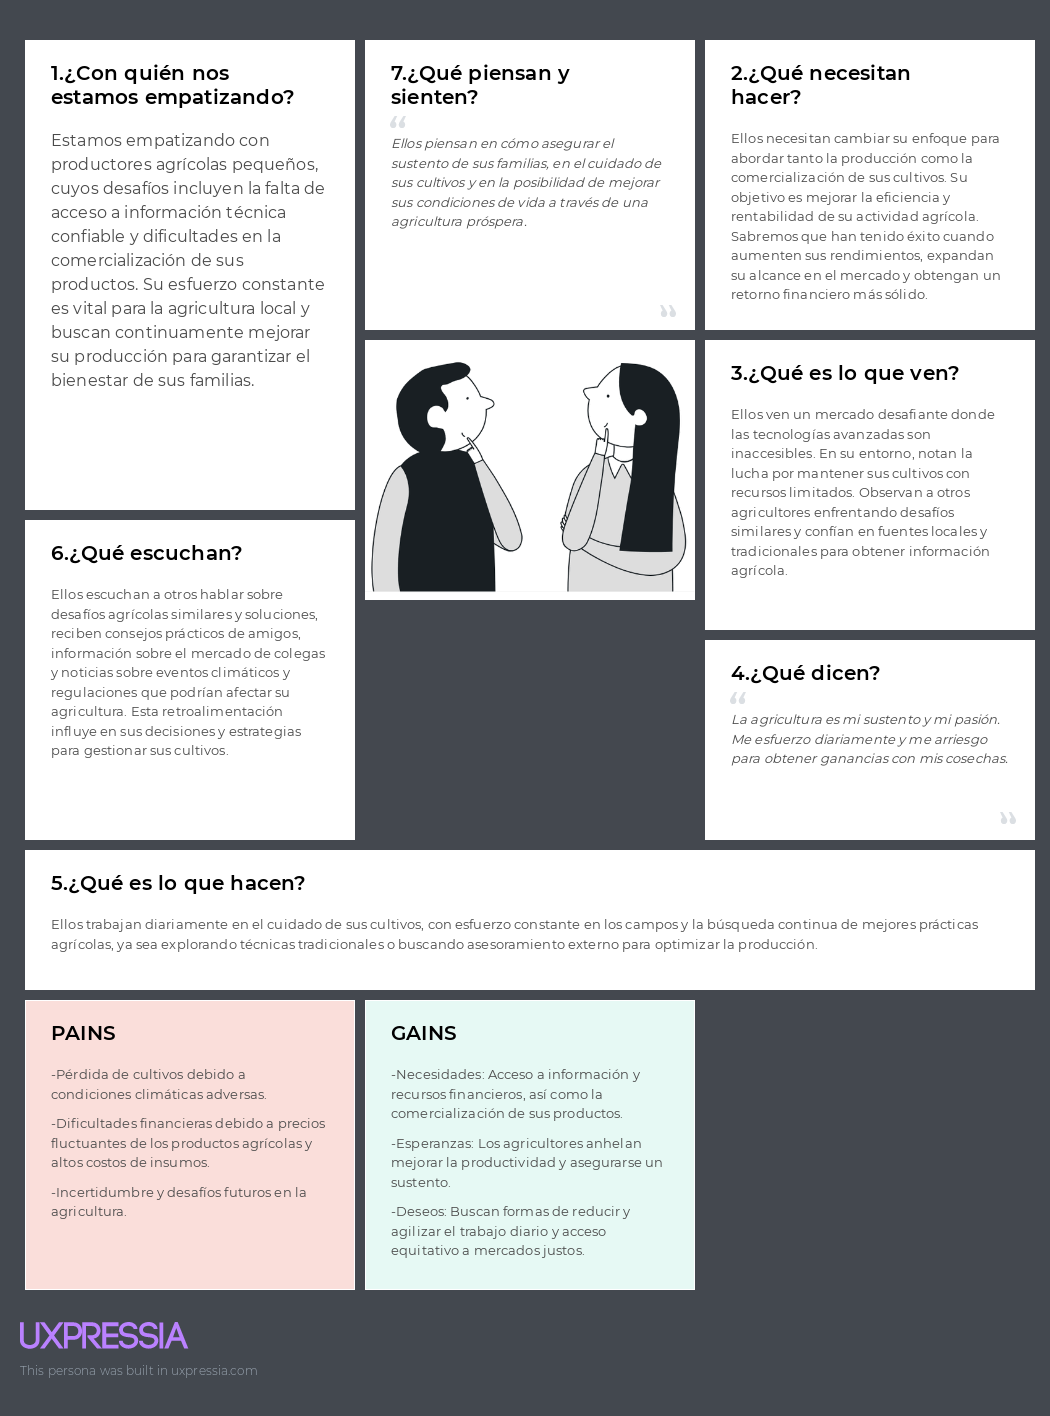 1.¿Con quién nos
estamos empatizando?
Estamos empatizando con
productores agrícolas pequeños,
cuyos desafíos incluyen la falta de
acceso a información técnica
confiable y dificultades en la
comercialización de sus
productos. Su esfuerzo constante
es vital para la agricultura local y
buscan continuamente mejorar
su producción para garantizar el
bienestar de sus familias.
7.¿Qué piensan y
sienten?
“
Ellos piensan en cómo asegurar el
sustento de sus familias, en el cuidado de
sus cultivos y en la posibilidad de mejorar
sus condiciones de vida a través de una
agricultura próspera.
”
2.¿Qué necesitan
hacer?
Ellos necesitan cambiar su enfoque para
abordar tanto la producción como la
comercialización de sus cultivos. Su
objetivo es mejorar la eficiencia y
rentabilidad de su actividad agrícola.
Sabremos que han tenido éxito cuando
aumenten sus rendimientos, expandan
su alcance en el mercado y obtengan un
retorno financiero más sólido.
3.¿Qué es lo que ven?
Ellos ven un mercado desafiante donde
las tecnologías avanzadas son
inaccesibles. En su entorno, notan la
lucha por mantener sus cultivos con
recursos limitados. Observan a otros
agricultores enfrentando desafíos
similares y confían en fuentes locales y
tradicionales para obtener información
agrícola.
6.¿Qué escuchan?
Ellos escuchan a otros hablar sobre
desafíos agrícolas similares y soluciones,
reciben consejos prácticos de amigos,
información sobre el mercado de colegas
y noticias sobre eventos climáticos y
regulaciones que podrían afectar su
agricultura. Esta retroalimentación
influye en sus decisiones y estrategias
para gestionar sus cultivos.
4.¿Qué dicen?
“
La agricultura es mi sustento y mi pasión.
Me esfuerzo diariamente y me arriesgo
para obtener ganancias con mis cosechas.
”
5.¿Qué es lo que hacen?
Ellos trabajan diariamente en el cuidado de sus cultivos, con esfuerzo constante en los campos y la búsqueda continua de mejores prácticas
agrícolas, ya sea explorando técnicas tradicionales o buscando asesoramiento externo para optimizar la producción.
PAINS
-Pérdida de cultivos debido a
condiciones climáticas adversas.
-Dificultades financieras debido a precios
fluctuantes de los productos agrícolas y
altos costos de insumos.
-Incertidumbre y desafíos futuros en la
agricultura.
GAINS
-Necesidades: Acceso a información y
recursos financieros, así como la
comercialización de sus productos.
-Esperanzas: Los agricultores anhelan
mejorar la productividad y asegurarse un
sustento.
-Deseos: Buscan formas de reducir y
agilizar el trabajo diario y acceso
equitativo a mercados justos.
UXPRESSIA
This persona was built in uxpressia.com